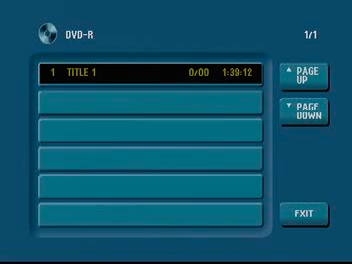 DVD-R 1/1
1 TITLE 1 0/00 1:39:12
PAGE
UP
PAGE
DOWN
EXIT